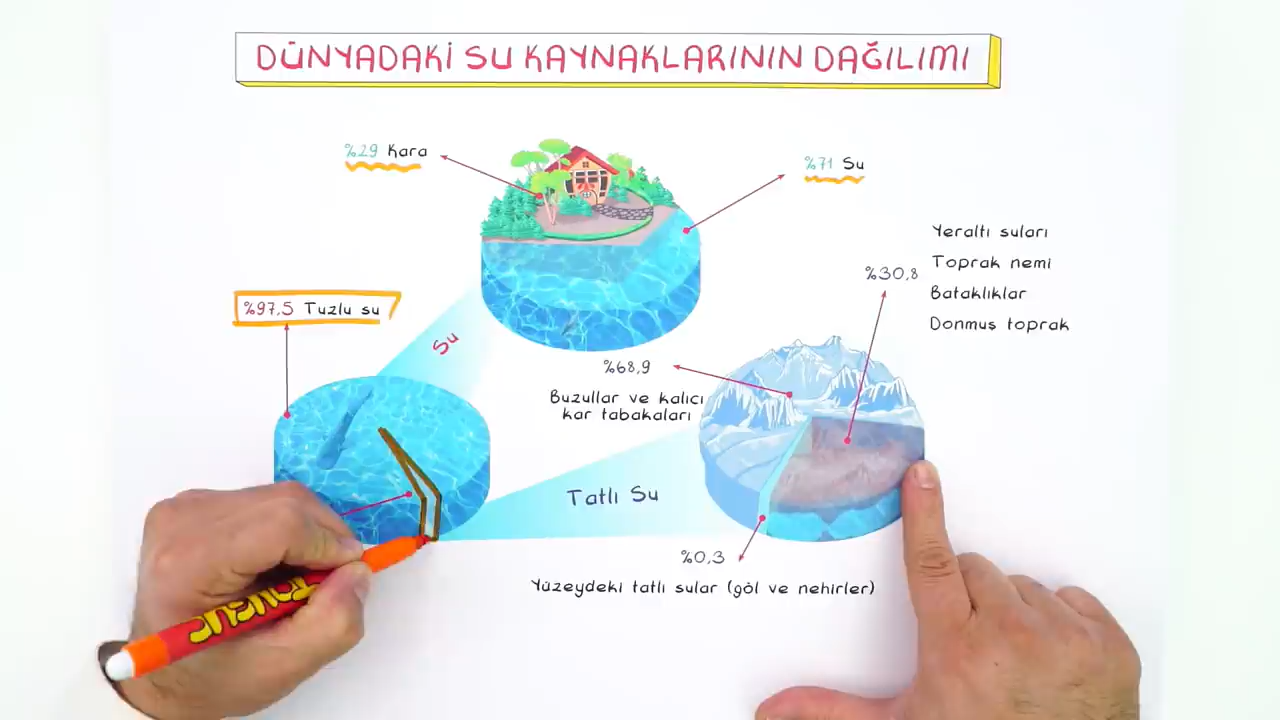 DÜNYADAKİ SU KAYNAKLARININ DAĞILIMI
%29 Kara
%71 Su
Yeraltı suları
%30,8
Toprak nemi
Bataklıklar
Donmuş toprak
%97,5 Tuzlu su
Su
%68,9
Buzullar ve kalıcı
kar tabakaları
Tatlı Su
%0,3
Yüzeydeki tatlı sular (göl ve nehirler)